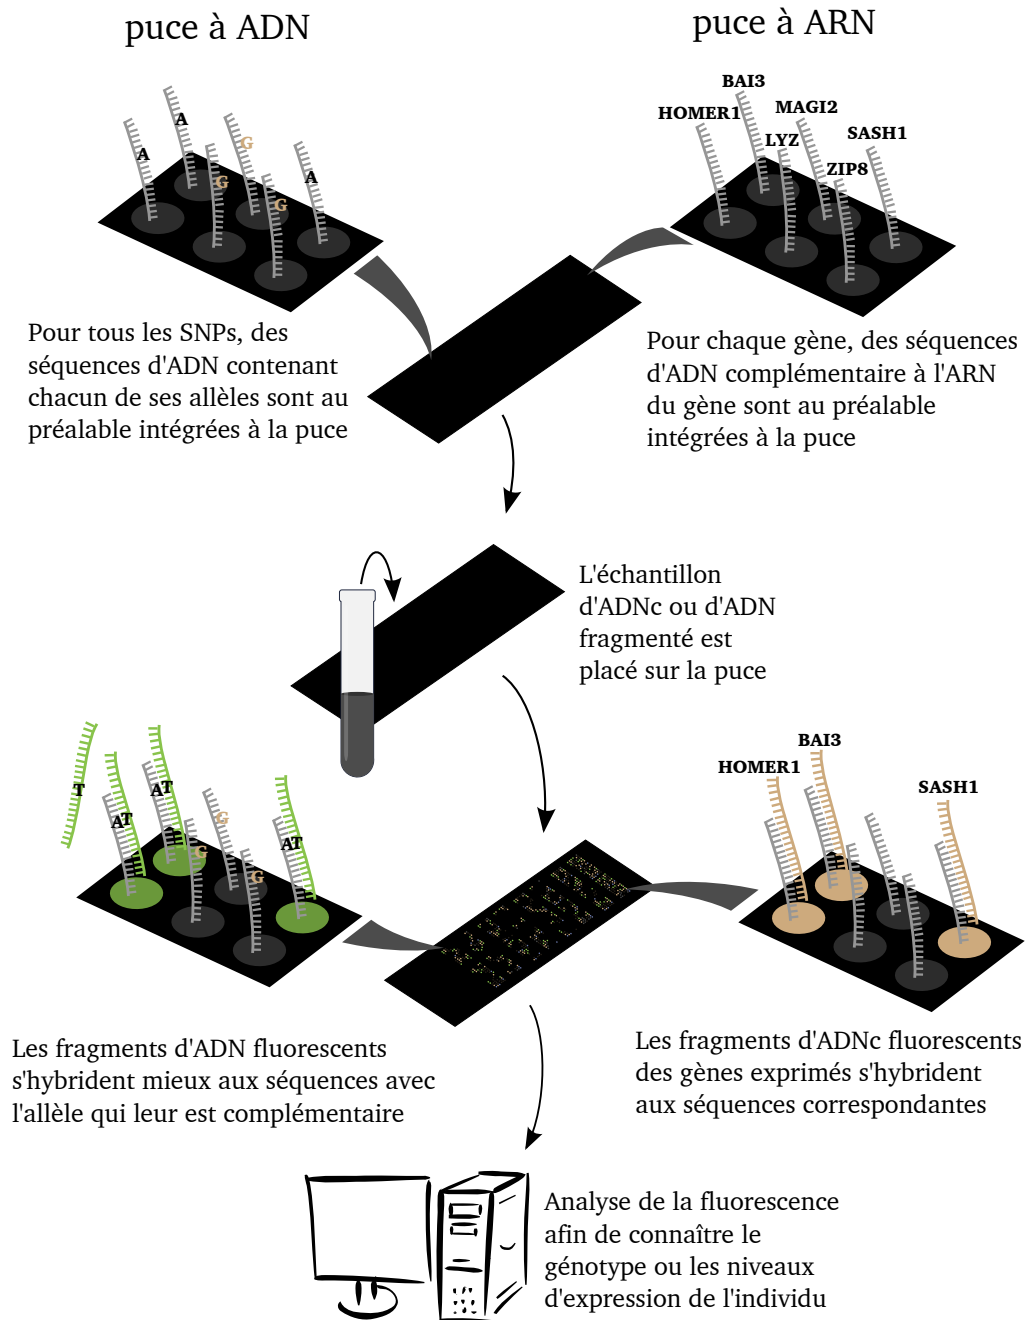 puce à ADN
puce à ARN
A
A
G
G
G
A
BAI3
HOMER1
MAGI2
LYZ
SASH1
ZIP8
Pour tous les SNPs, des
séquences d'ADN contenant
chacun de ses allèles sont au
préalable intégrées à la puce
Pour chaque gène, des séquences
d'ADN complémentaire à l'ARN
du gène sont au préalable
intégrées à la puce
L'échantillon
d'ADNc ou d'ADN
fragmenté est
placé sur la puce
T
AT
AT
G
G
G
AT
BAI3
HOMER1
SASH1
Les fragments d'ADN fluorescents
s'hybrident mieux aux séquences avec
l'allèle qui leur est complémentaire
Les fragments d'ADNc fluorescents
des gènes exprimés s'hybrident
aux séquences correspondantes
Analyse de la fluorescence
afin de connaître le
génotype ou les niveaux
d'expression de l'individu